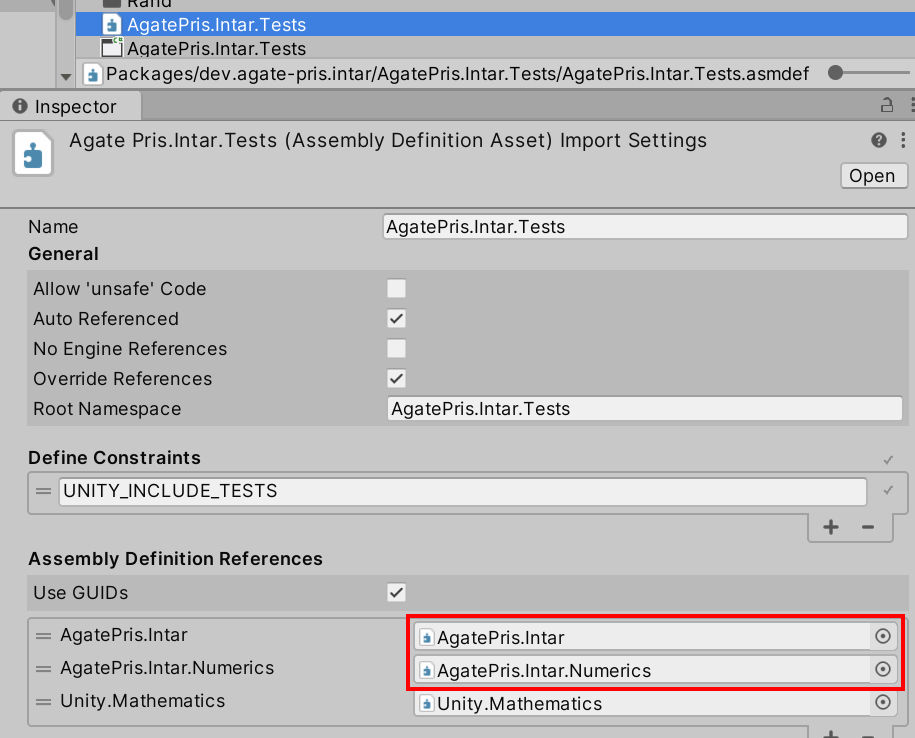 Rand
AgatePris.Intar.Tests
AgatePris.Intar.Tests
Packages/dev.agate-pris.intar/AgatePris.Intar.Tests/AgatePris.Intar.Tests.asmdef
Inspector
Agate Pris.Intar.Tests (Assembly Definition Asset) Import Settings
Open
Name AgatePris.Intar.Tests
General
Allow 'unsafe' Code
Auto Referenced
No Engine References
Override References
Root Namespace AgatePris.Intar.Tests
Define Constraints
UNITY_INCLUDE_TESTS
Assembly Definition References
Use GUIDs
AgatePris.Intar AgatePris.Intar
AgatePris.Intar.Numerics AgatePris.Intar.Numerics
Unity.Mathematics Unity.Mathematics